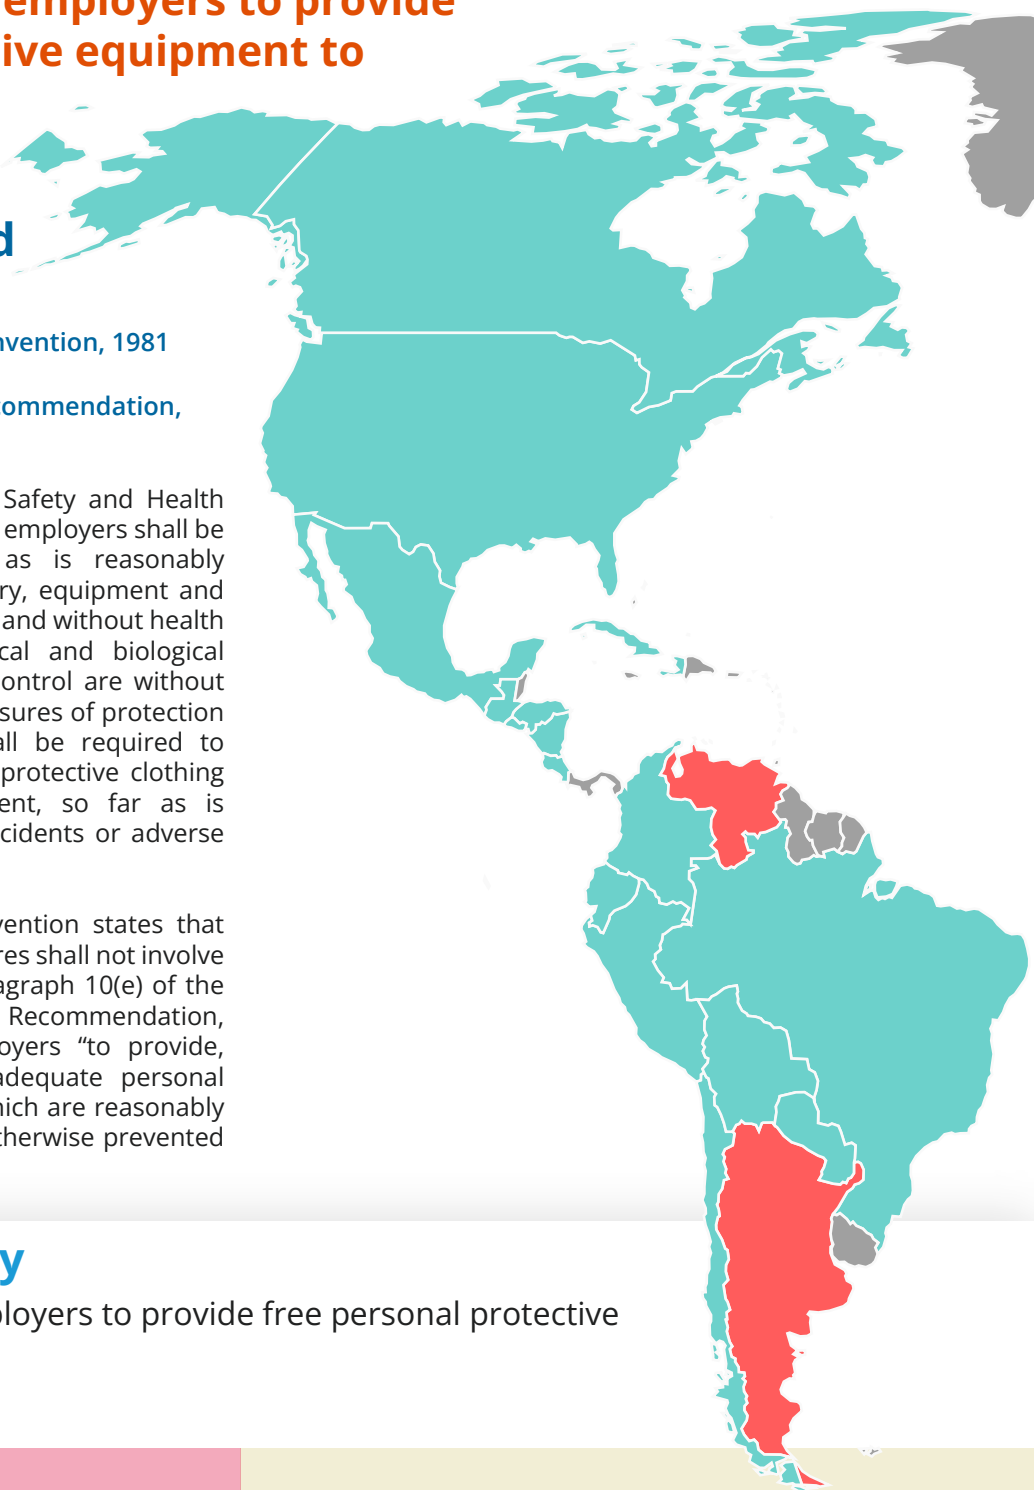 employers to provide
ive equipment to
d
nvention, 1981
commendation,
Safety and Health
employers shall be
as is reasonably
ry, equipment and
and without health
cal and biological
control are without
sures of protection
all be required to
protective clothing
ent, so far as is
cidents or adverse
vention states that
res shall not involve
agraph 10(e) of the
Recommendation,
oyers “to provide,
adequate personal
hich are reasonably
therwise prevented
y
ployers to provide free personal protective